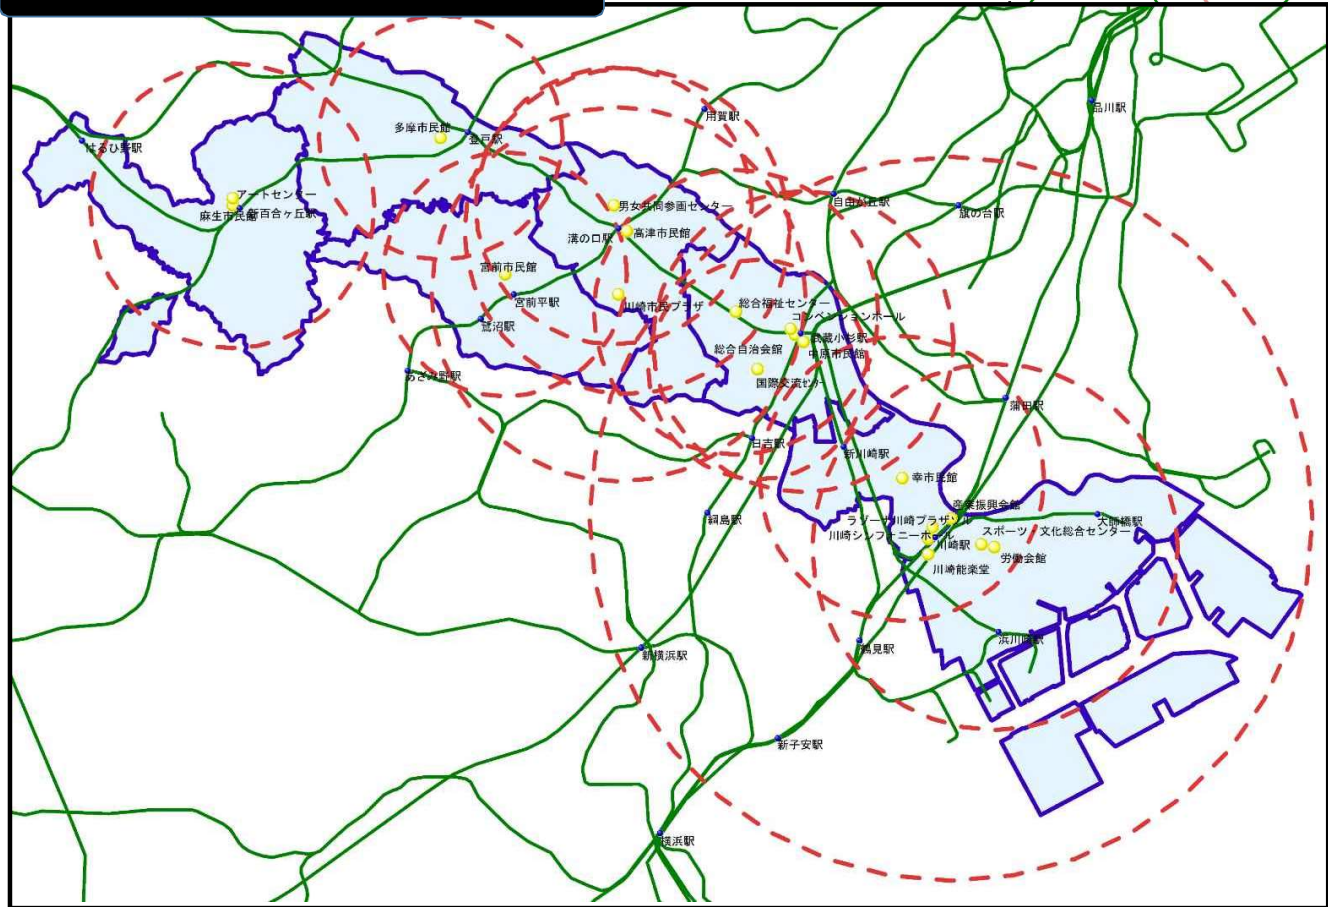 品川駅
用賀駅
多摩市民館
登戸駅
はるひ野駅
アートセンター
麻生市民館
新百合ヶ丘駅
男女共同参画センター
自由が丘駅
旗の台駅
溝の口駅
高津市民館
宮前市民館
宮前平駅
川崎市民プラザ
総合福祉センター
コンベンションホール
鷺沼駅
武蔵小杉駅
総合自治会館
中原市民館
あざみ野駅
国際交流センター
蒲田駅
日吉駅
新川崎駅
幸市民館
産業振興会館
綱島駅
ラゾーナ川崎プラザソル
大師橋駅
川崎シンフォニーホール
スポーツ・文化総合センター
川崎駅
労働会館
川崎能楽堂
浜川崎駅
鶴見駅
新横浜駅
新子安駅
横浜駅